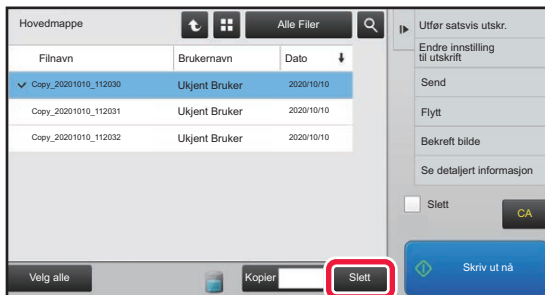 Hovedmappe
Alle Filer
Filnavn
Brukernavn
Dato
Copy_20201010_112030
Ukjent Bruker
2020/10/10
Copy_20201010_112031
Ukjent Bruker
2020/10/10
Copy_20201010_112032
Ukjent Bruker
2020/10/10
Velg alle
Kopier
Slett
Utfør satsvis utskr.
Endre innstilling
til utskrift
Send
Flytt
Bekreft bilde
Se detaljert informasjon
Slett
CA
Skriv ut nå